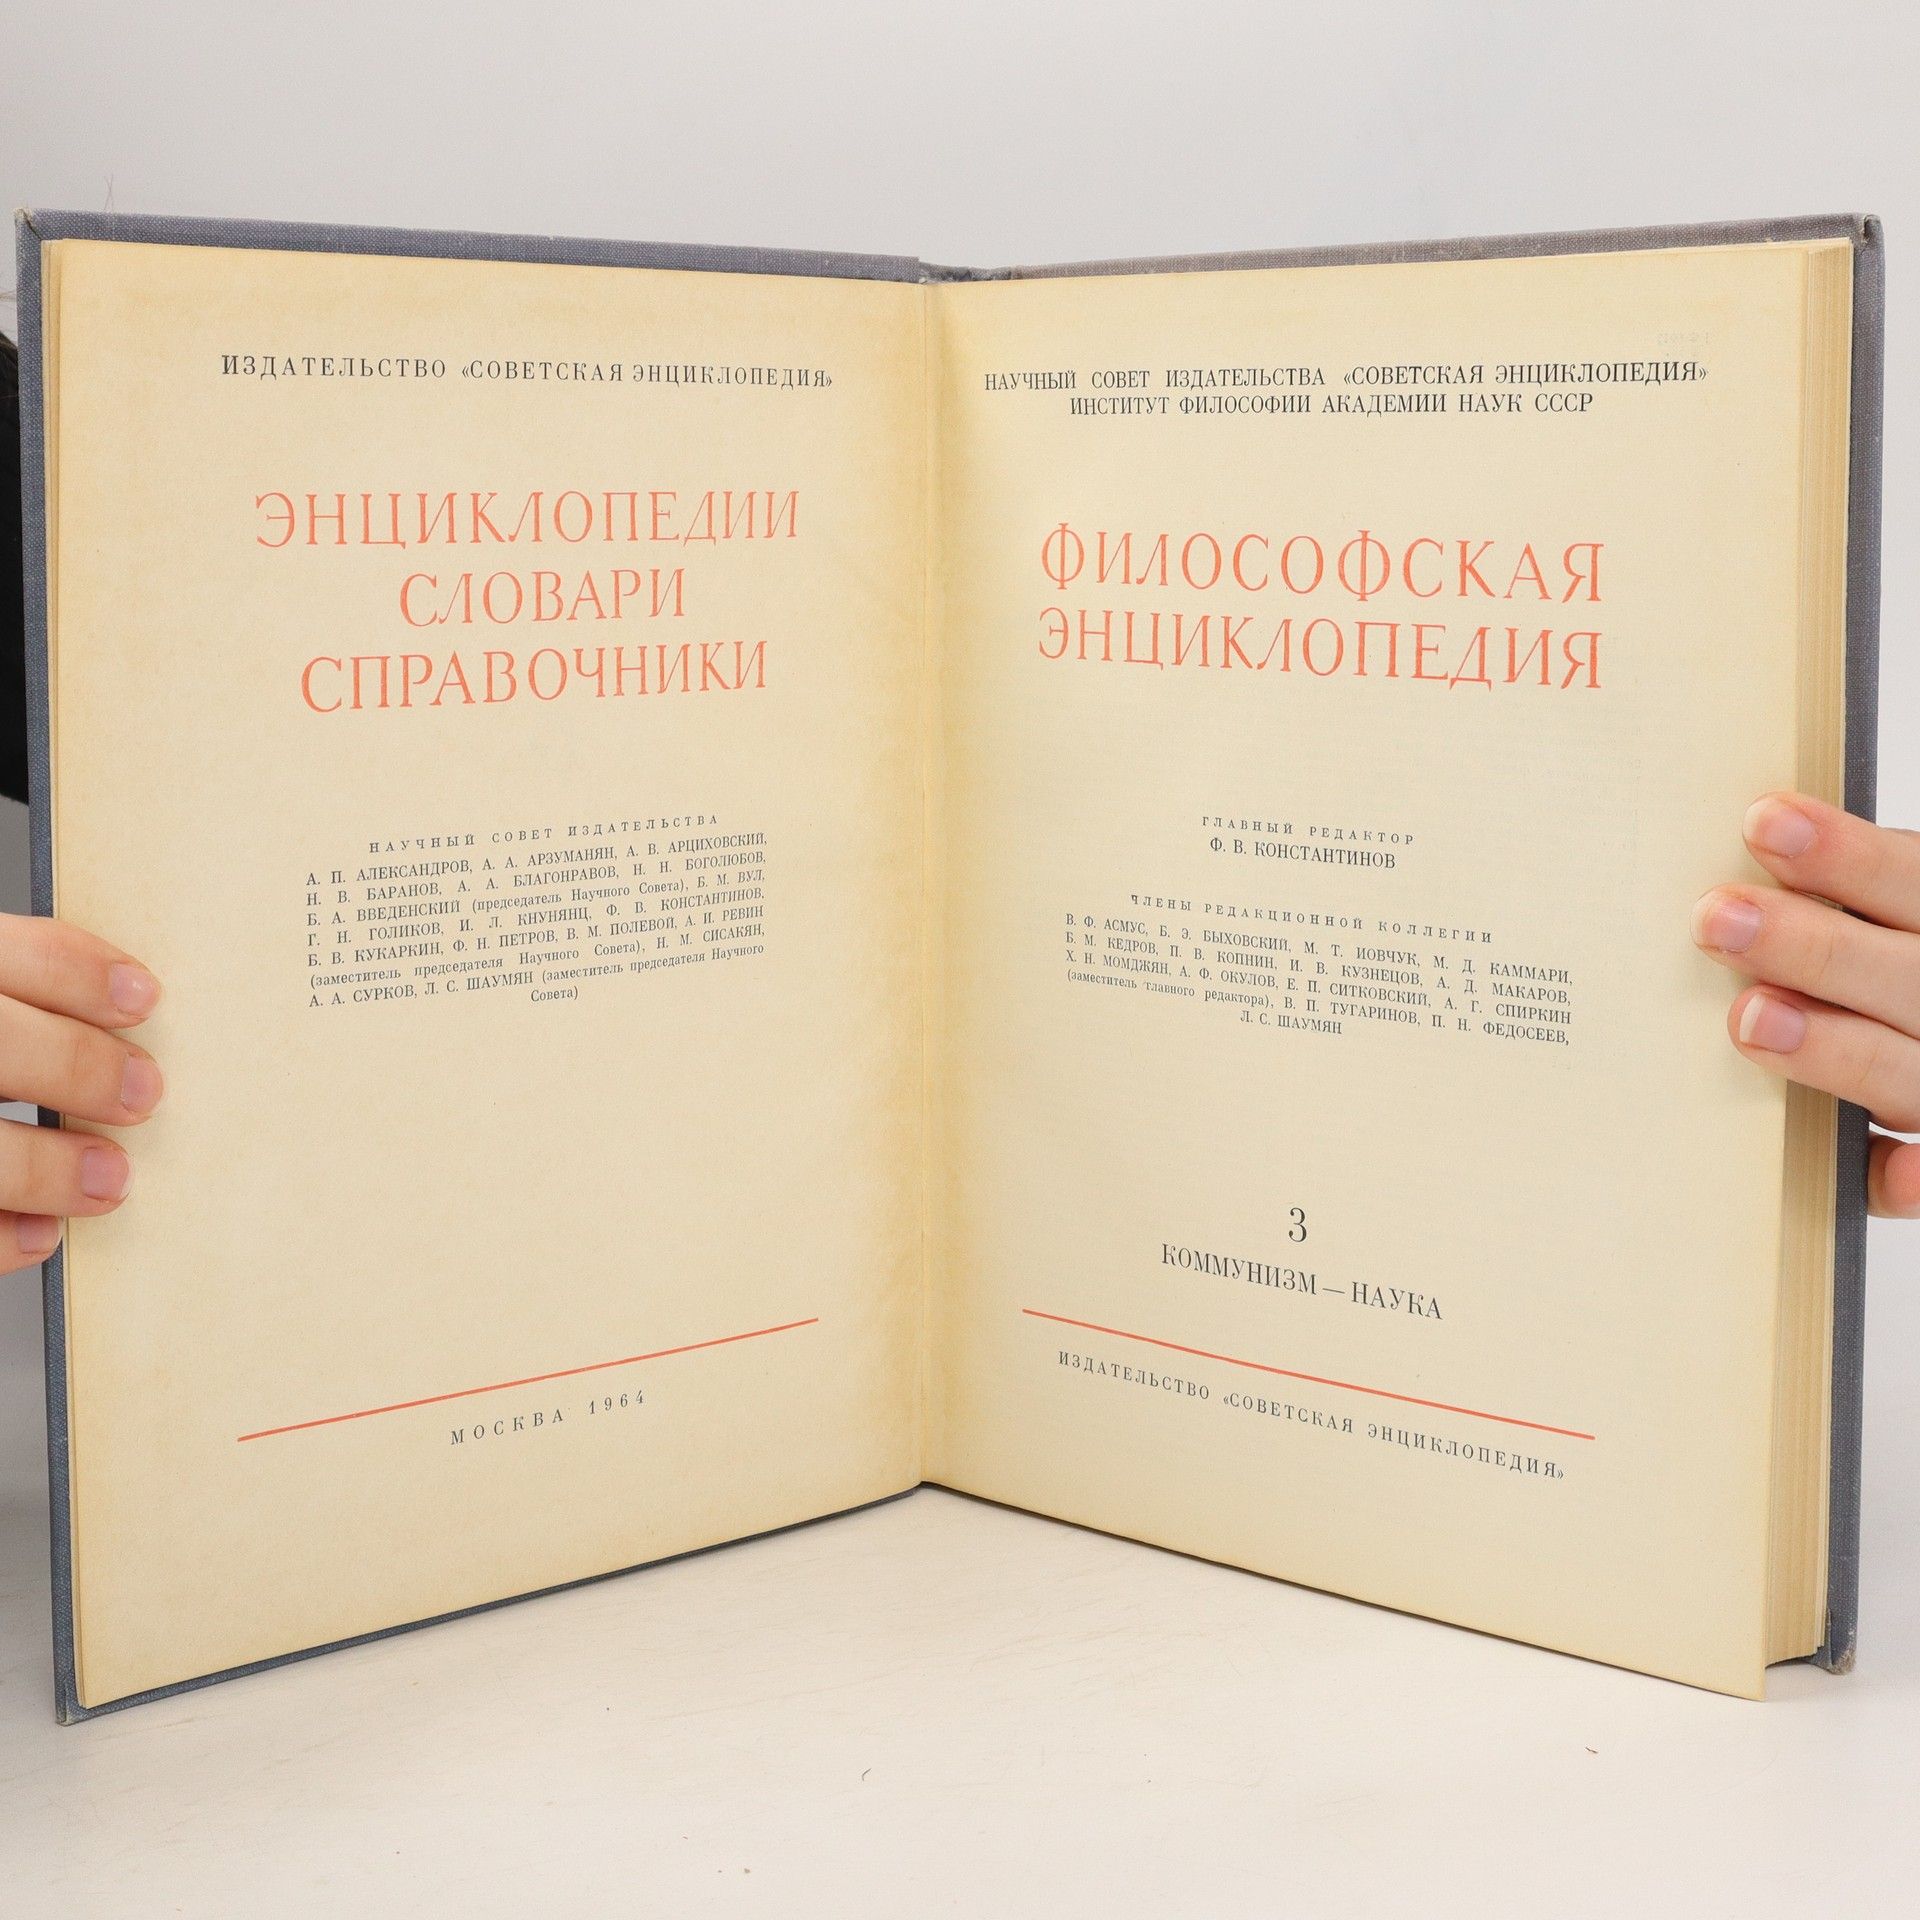 ИЗДАТЕЛЬСТВО «СОВЕТСКАЯ ЭНЦИКЛОПЕДИЯ»
ЭНЦИКЛОПЕДИИ
СЛОВАРИ
СПРАВОЧНИКИ
НАУЧНЫЙ СОВЕТ ИЗДАТЕЛЬСТВА
А. П. АЛЕКСАНДРОВ, А. А. АРЗУМАНЯН, А. В. АРЦИХОВСКИЙ,
Н. В. БАРАНОВ, А. А. БЛАГОНРАВОВ, Н. Н. БОГОЛЮБОВ,
Б. А. ВВЕДЕНСКИЙ (председатель Научного Совета), Б. М. ВУЛ,
Г. Н. ГОЛИКОВ, И. Л. КНУНЯНЦ, Ф. В. КОНСТАНТИНОВ,
Б. В. КУКАРКИН, Ф. Н. ПЕТРОВ, В. М. ПОЛЕВОЙ, А. И. РЕВИН
(заместитель председателя Научного Совета), Н. М. СИСАКЯН,
А. А. СУРКОВ, Л. С. ШАУМЯН (заместитель председателя Научного
Совета)
МОСКВА 1964
НАУЧНЫЙ СОВЕТ ИЗДАТЕЛЬСТВА «СОВЕТСКАЯ ЭНЦИКЛОПЕДИЯ»
ИНСТИТУТ ФИЛОСОФИИ АКАДЕМИИ НАУК СССР
ФИЛОСОФСКАЯ
ЭНЦИКЛОПЕДИЯ
ГЛАВНЫЙ РЕДАКТОР
Ф. В. КОНСТАНТИНОВ
ЧЛЕНЫ РЕДАКЦИОННОЙ КОЛЛЕГИИ
В. Ф. АСМУС, Б. Э. БЫХОВСКИЙ, М. Т. ИОВЧУК, М. Д. КАММАРИ,
Б. М. КЕДРОВ, П. В. КОПНИН, И. В. КУЗНЕЦОВ, А. Д. МАКАРОВ,
Х. Н. МОМДЖЯН, А. Ф. ОКУЛОВ, Е. П. СИТКОВСКИЙ, А. Г. СПИРКИН
(заместитель главного редактора), В. П. ТУГАРИНОВ, П. Н. ФЕДОСЕЕВ,
Л. С. ШАУМЯН
3
КОММУНИЗМ — НАУКА
ИЗДАТЕЛЬСТВО «СОВЕТСКАЯ ЭНЦИКЛОПЕДИЯ»